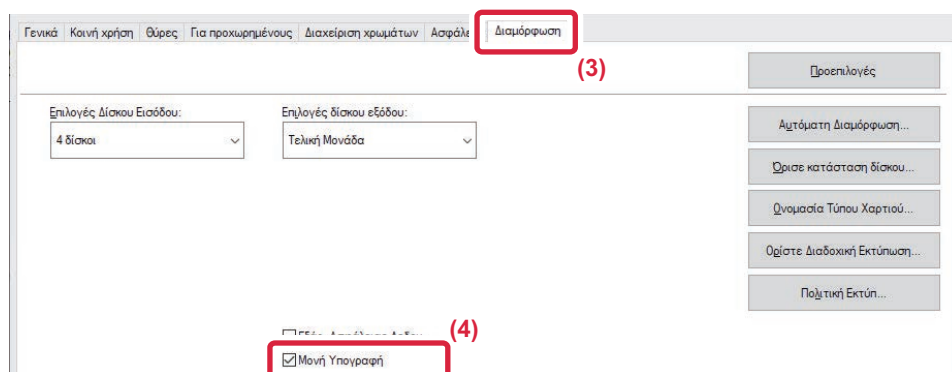 Γενικά Κοινή χρήση Θύρες Για προχωρημένους Διαχείριση χρωμάτων Ασφάλε Διαμόρφωση
(3)
Προεπιλογές
Επιλογές Δίσκου Εισόδου: Επιλογές δίσκου εξόδου:
4 δίσκοι Τελική Μονάδα
Αυτόματη Διαμόρφωση...
Όρισε κατάσταση δίσκου...
Ονομασία Τύπου Χαρτιού...
Ορίστε Διαδοχική Εκτύπωση...
Πολιτική Εκτύπ...
(4)
Μονή Υπογραφή